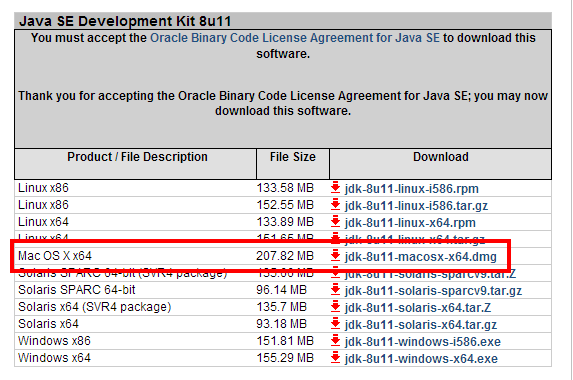 Java SE Development Kit 8u11
You must accept the Oracle Binary Code License Agreement for Java SE to download this
software.
Thank you for accepting the Oracle Binary Code License Agreement for Java SE; you may now
download this software.
Product / File Description File Size Download
Linux x86 133.58 MB jdk-8u11-linux-i586.rpm
Linux x86 152.55 MB jdk-8u11-linux-i586.tar.gz
Linux x64 133.89 MB jdk-8u11-linux-x64.rpm
Linux x64 151.65 MB jdk-8u11-linux-x64.tar.gz
Mac OS X x64 207.82 MB jdk-8u11-macosx-x64.dmg
Solaris SPARC 64-bit (SVR4 package) MB jdk-8u11-solaris-sparcv9.tar.Z
Solaris SPARC 64-bit 96.14 MB jdk-8u11-solaris-sparcv9.tar.gz
Solaris x64 (SVR4 package) 135.7 MB jdk-8u11-solaris-x64.tar.Z
Solaris x64 93.18 MB jdk-8u11-solaris-x64.tar.gz
Windows x86 151.81 MB jdk-8u11-windows-i586.exe
Windows x64 155.29 MB jdk-8u11-windows-x64.exe